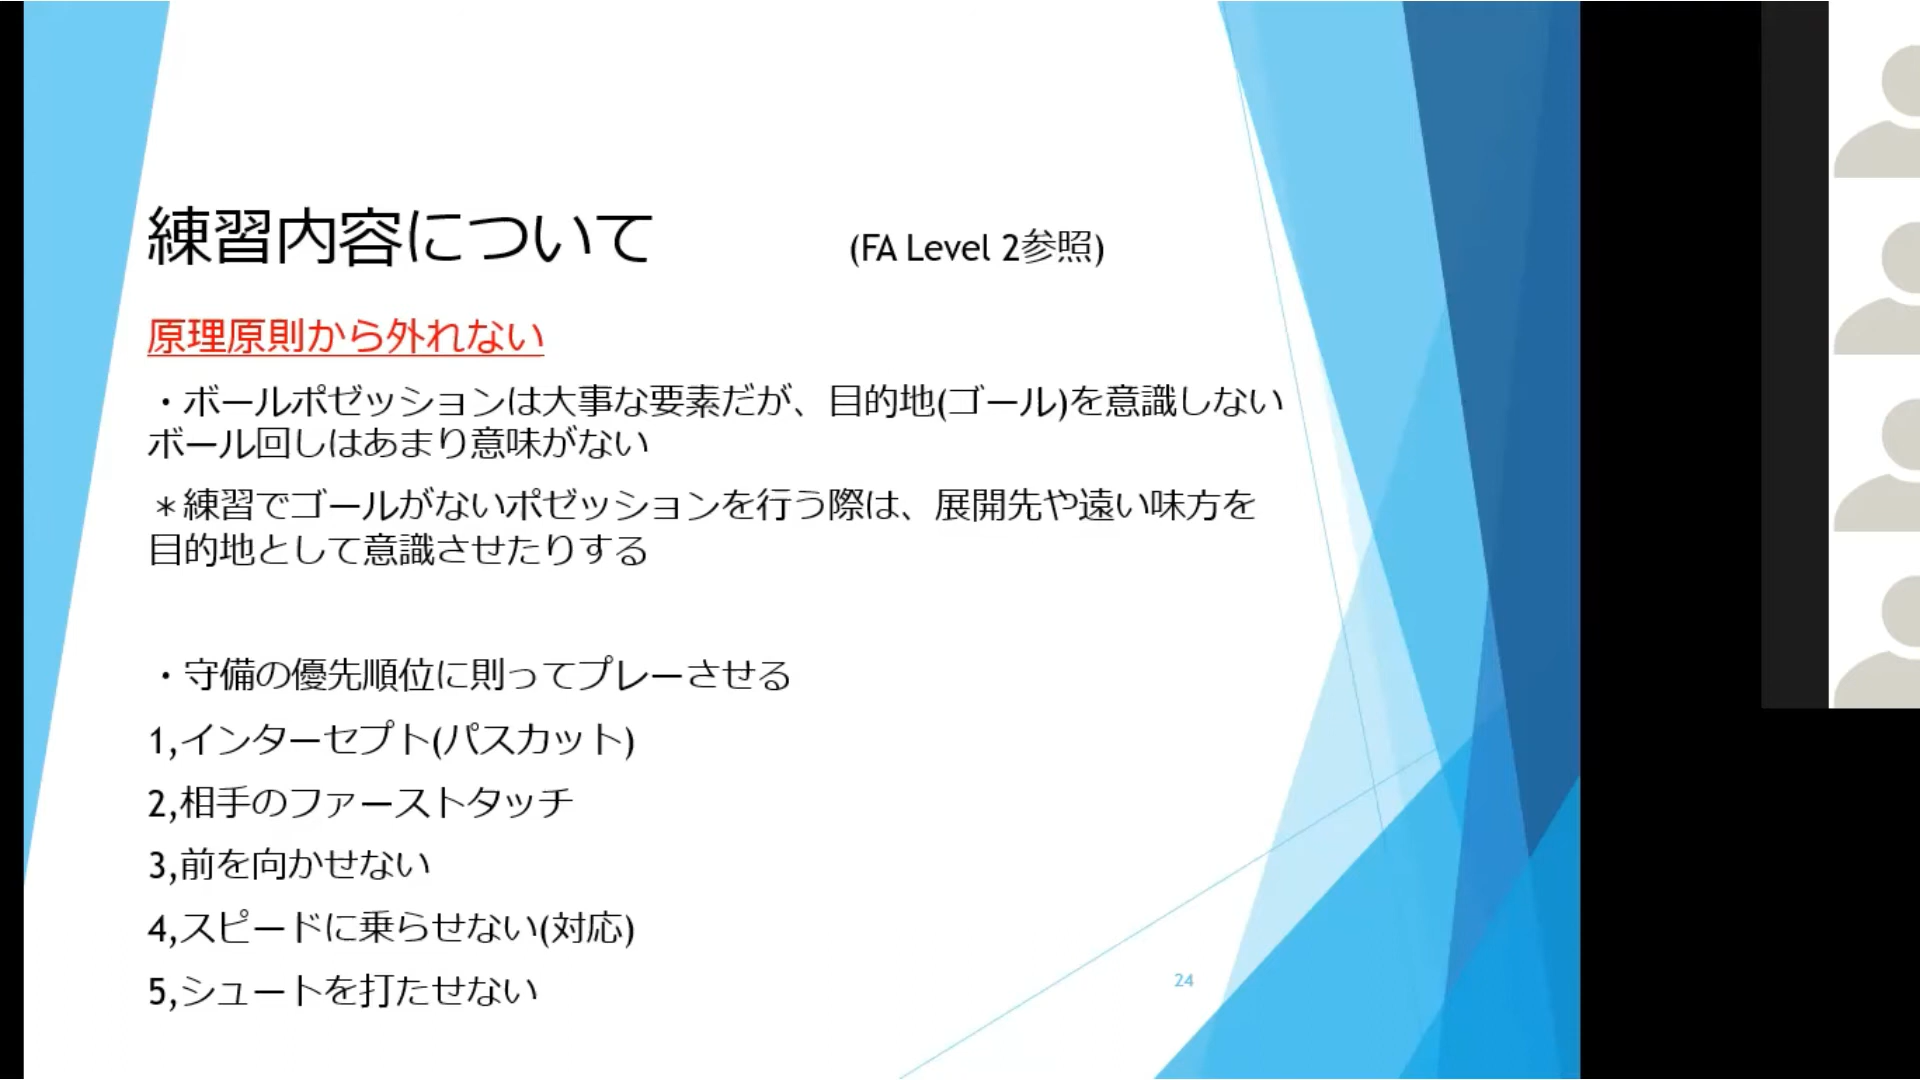 練習内容について (FA Level 2参照)
原理原則から外れない
・ボールポゼッションは大事な要素だが、目的地(ゴール)を意識しない
ボール回しはあまり意味がない
＊練習でゴールがないポゼッションを行う際は、展開先や遠い味方を
目的地として意識させたりする
・守備の優先順位に則ってプレーさせる
1,インターセプト(パスカット)
2,相手のファーストタッチ
3,前を向かせない
4,スピードに乗らせない(対応)
5,シュートを打たせない
24